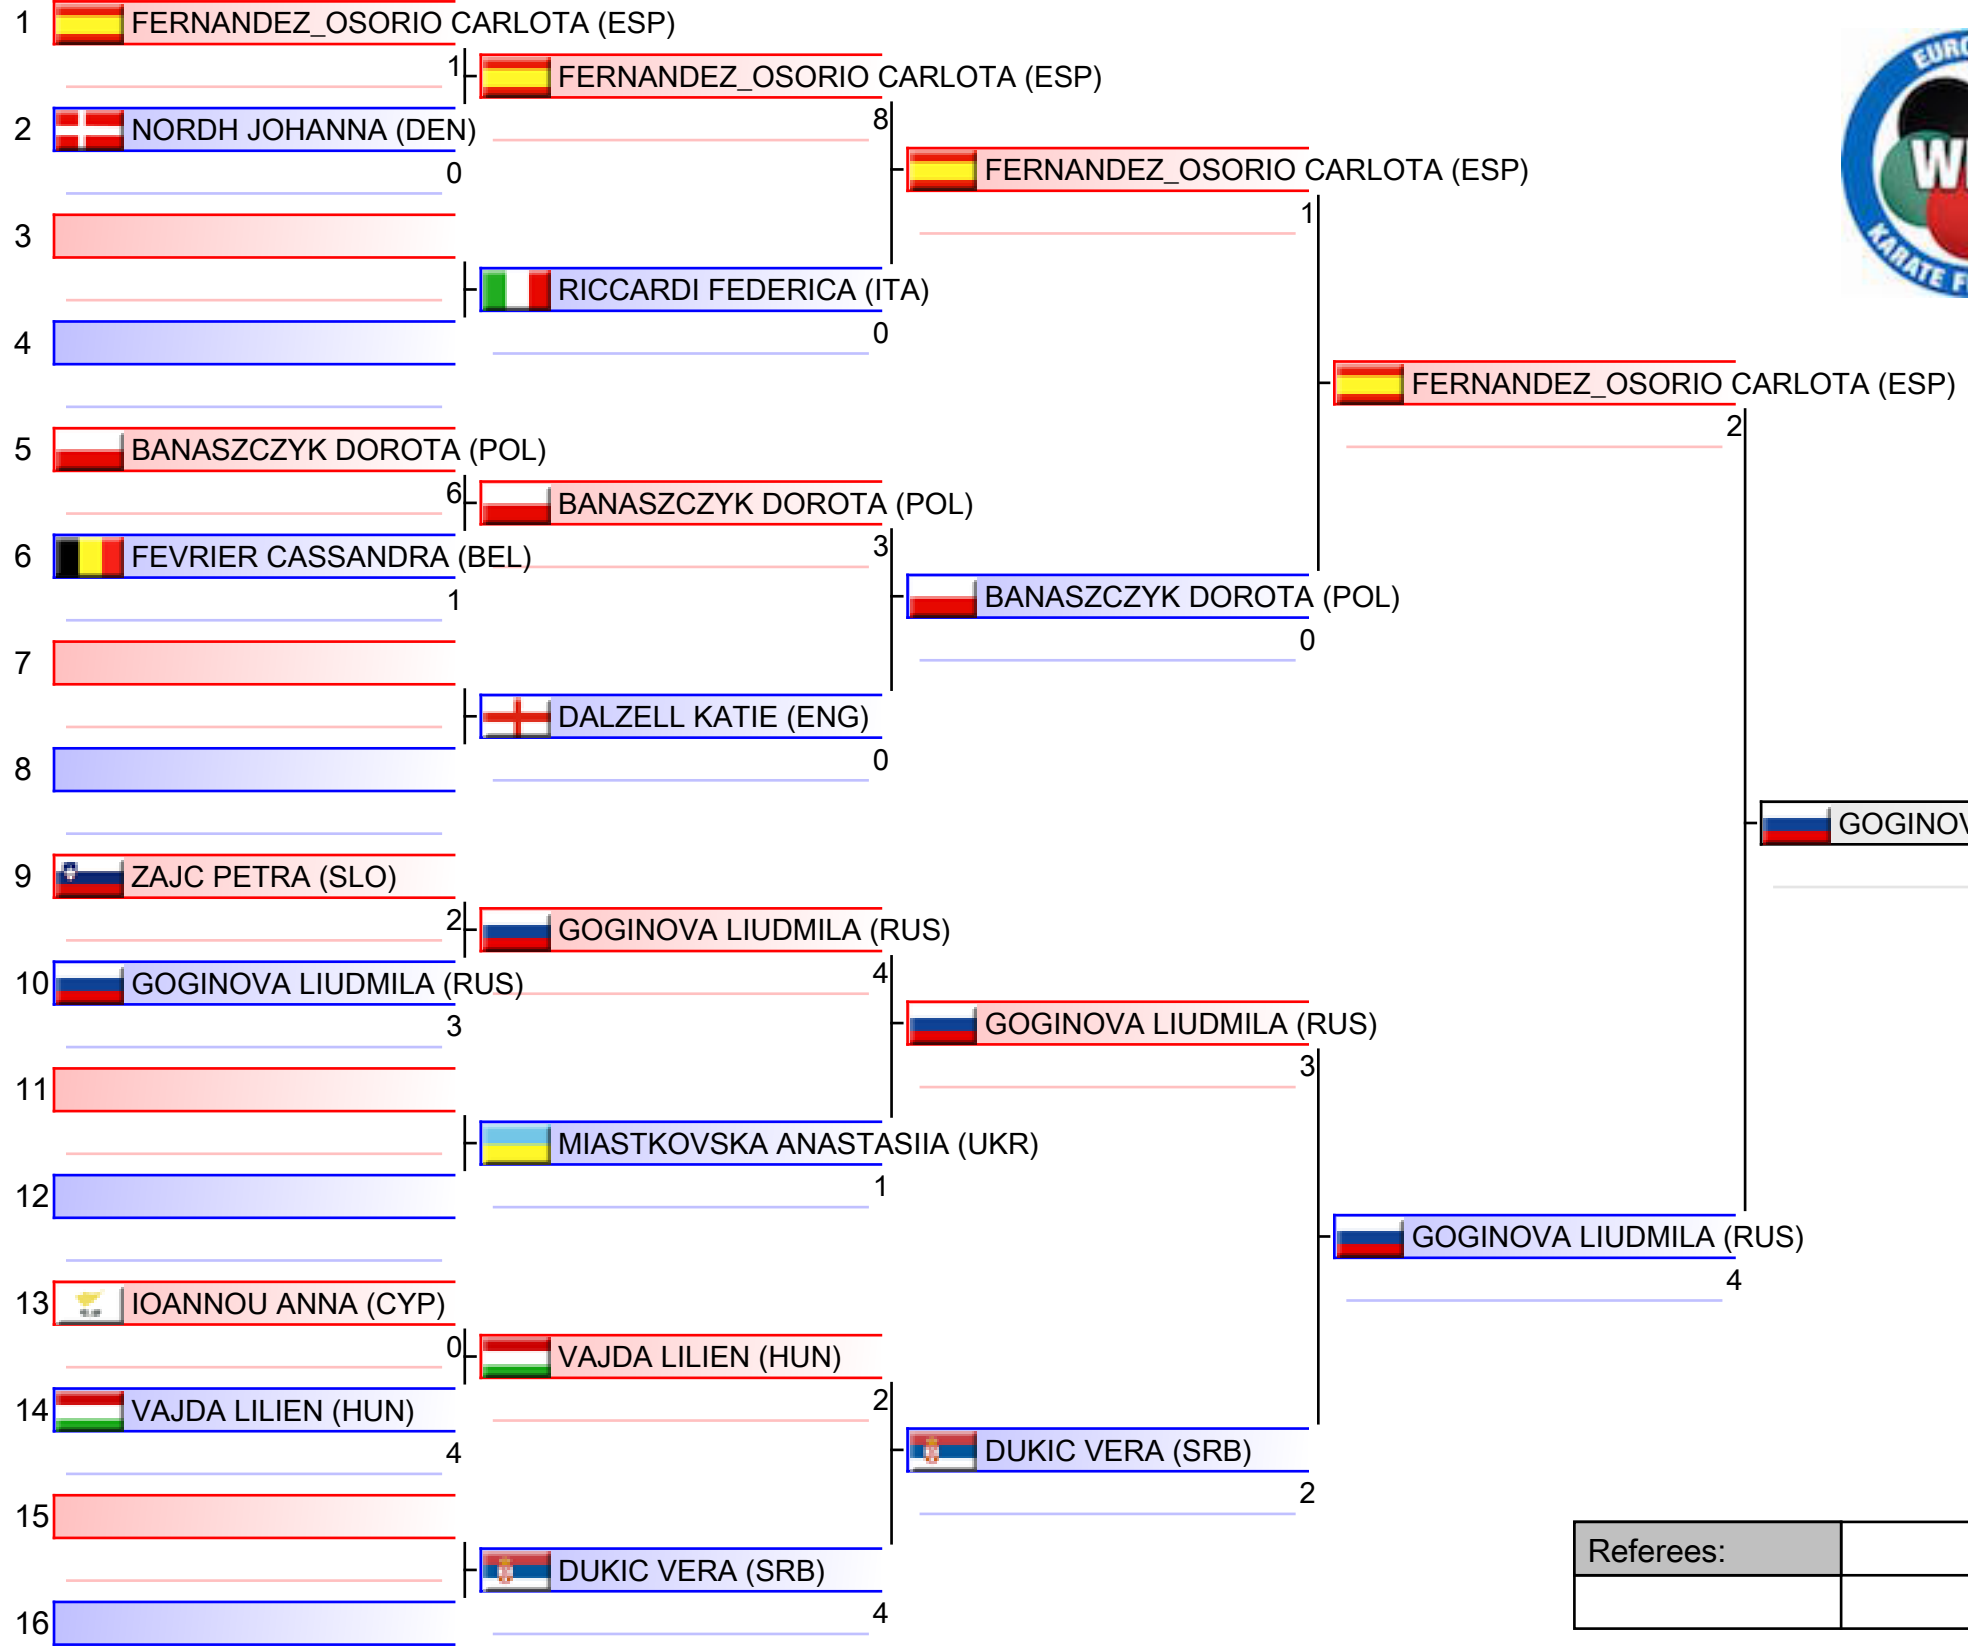 1 FERNANDEZ_OSORIO CARLOTA (ESP)
1 FERNANDEZ_OSORIO CARLOTA (ESP)
2 NORDH JOHANNA (DEN)
8
0
FERNANDEZ_OSORIO CARLOTA (ESP)
1
3
RICCARDI FEDERICA (ITA)
0
4
FERNANDEZ_OSORIO CARLOTA (ESP)
2
5 BANASZCZYK DOROTA (POL)
6 BANASZCZYK DOROTA (POL)
6 FEVRIER CASSANDRA (BEL)
3
1
BANASZCZYK DOROTA (POL)
0
7
DALZELL KATIE (ENG)
0
8
9 ZAJC PETRA (SLO)
2 GOGINOVA LIUDMILA (RUS)
10 GOGINOVA LIUDMILA (RUS)
4
3
GOGINOVA LIUDMILA (RUS)
3
11
MIASTKOVSKA ANASTASIIA (UKR)
1
12
GOGINOVA LIUDMILA (RUS)
4
13 IOANNOU ANNA (CYP)
0 VAJDA LILIEN (HUN)
14 VAJDA LILIEN (HUN)
2
4
DUKIC VERA (SRB)
2
15
DUKIC VERA (SRB)
4
16
Referees:
KARATE